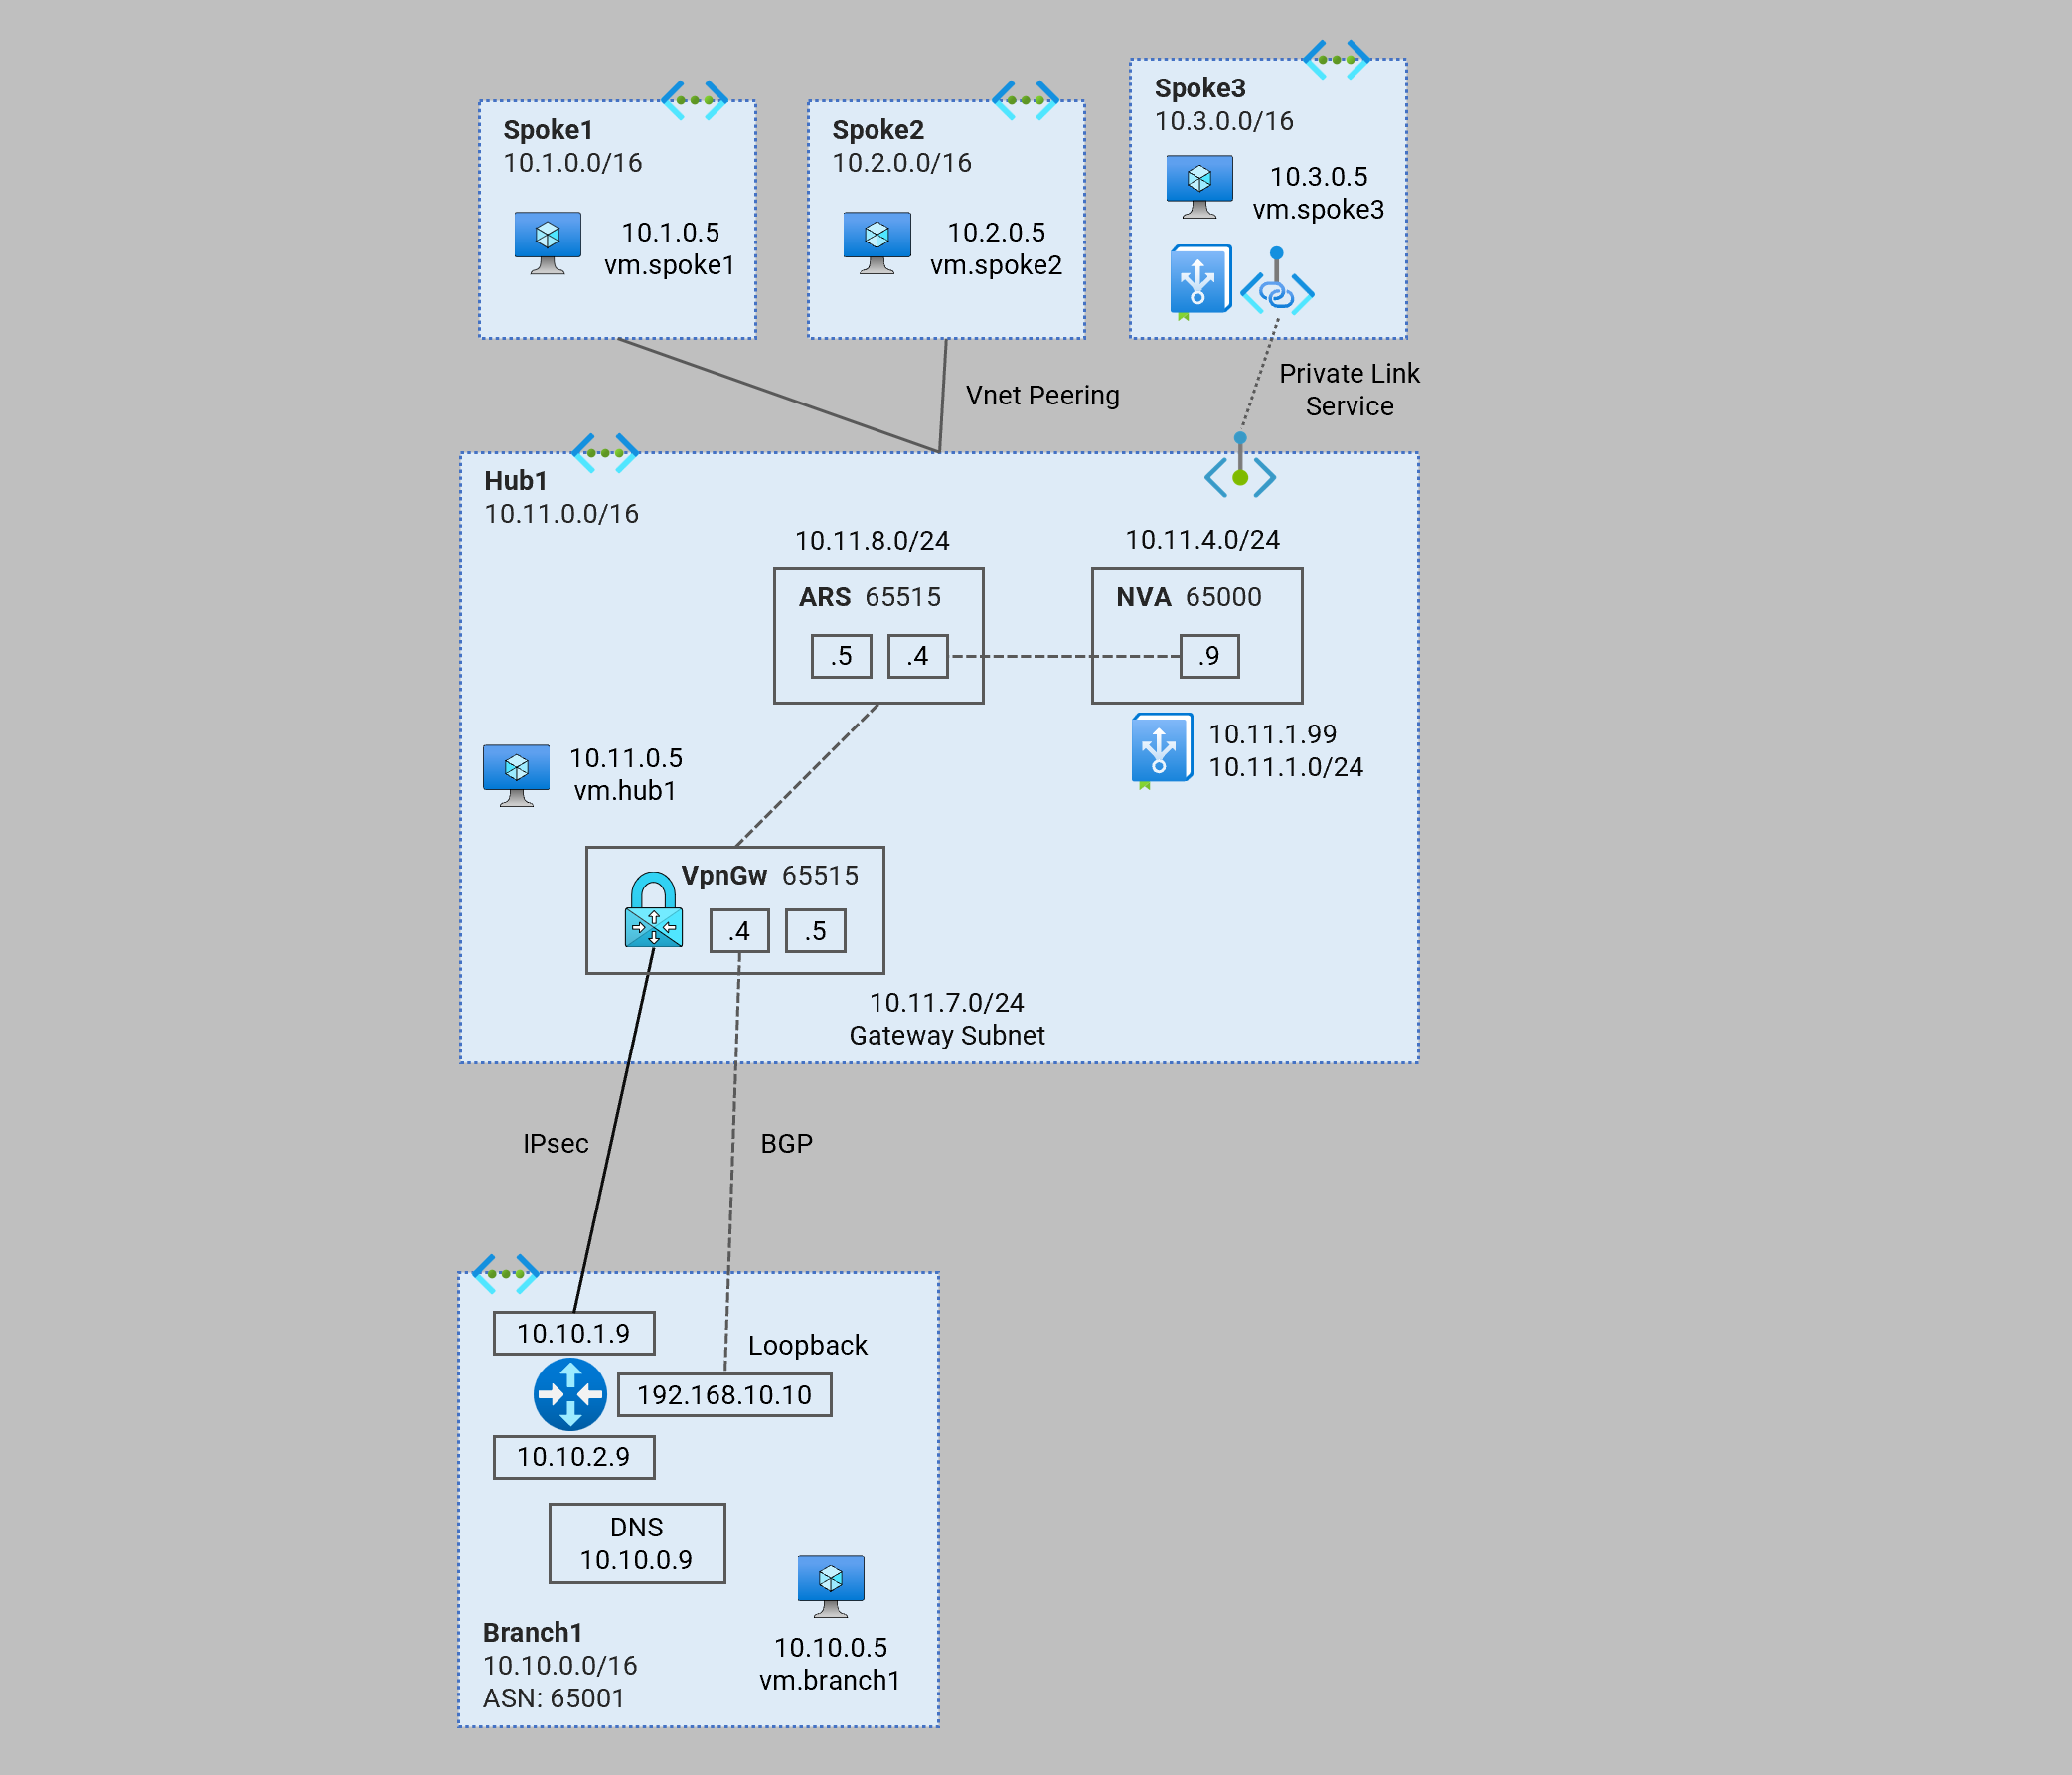 Spoke1
10.1.0.0/16
10.1.0.5
vm.spoke1
Spoke2
10.2.0.0/16
10.2.0.5
vm.spoke2
Spoke3
10.3.0.0/16
10.3.0.5
vm.spoke3
Vnet Peering
Private Link
Service
Hub1
10.11.0.0/16
10.11.8.0/24
ARS 65515
.5
.4
10.11.4.0/24
NVA 65000
.9
10.11.1.99
10.11.1.0/24
10.11.0.5
vm.hub1
VpnGw 65515
.4
.5
10.11.7.0/24
Gateway Subnet
IPsec
BGP
10.10.1.9
Loopback
192.168.10.10
10.10.2.9
DNS
10.10.0.9
Branch1
10.10.0.0/16
ASN: 65001
10.10.0.5
vm.branch1